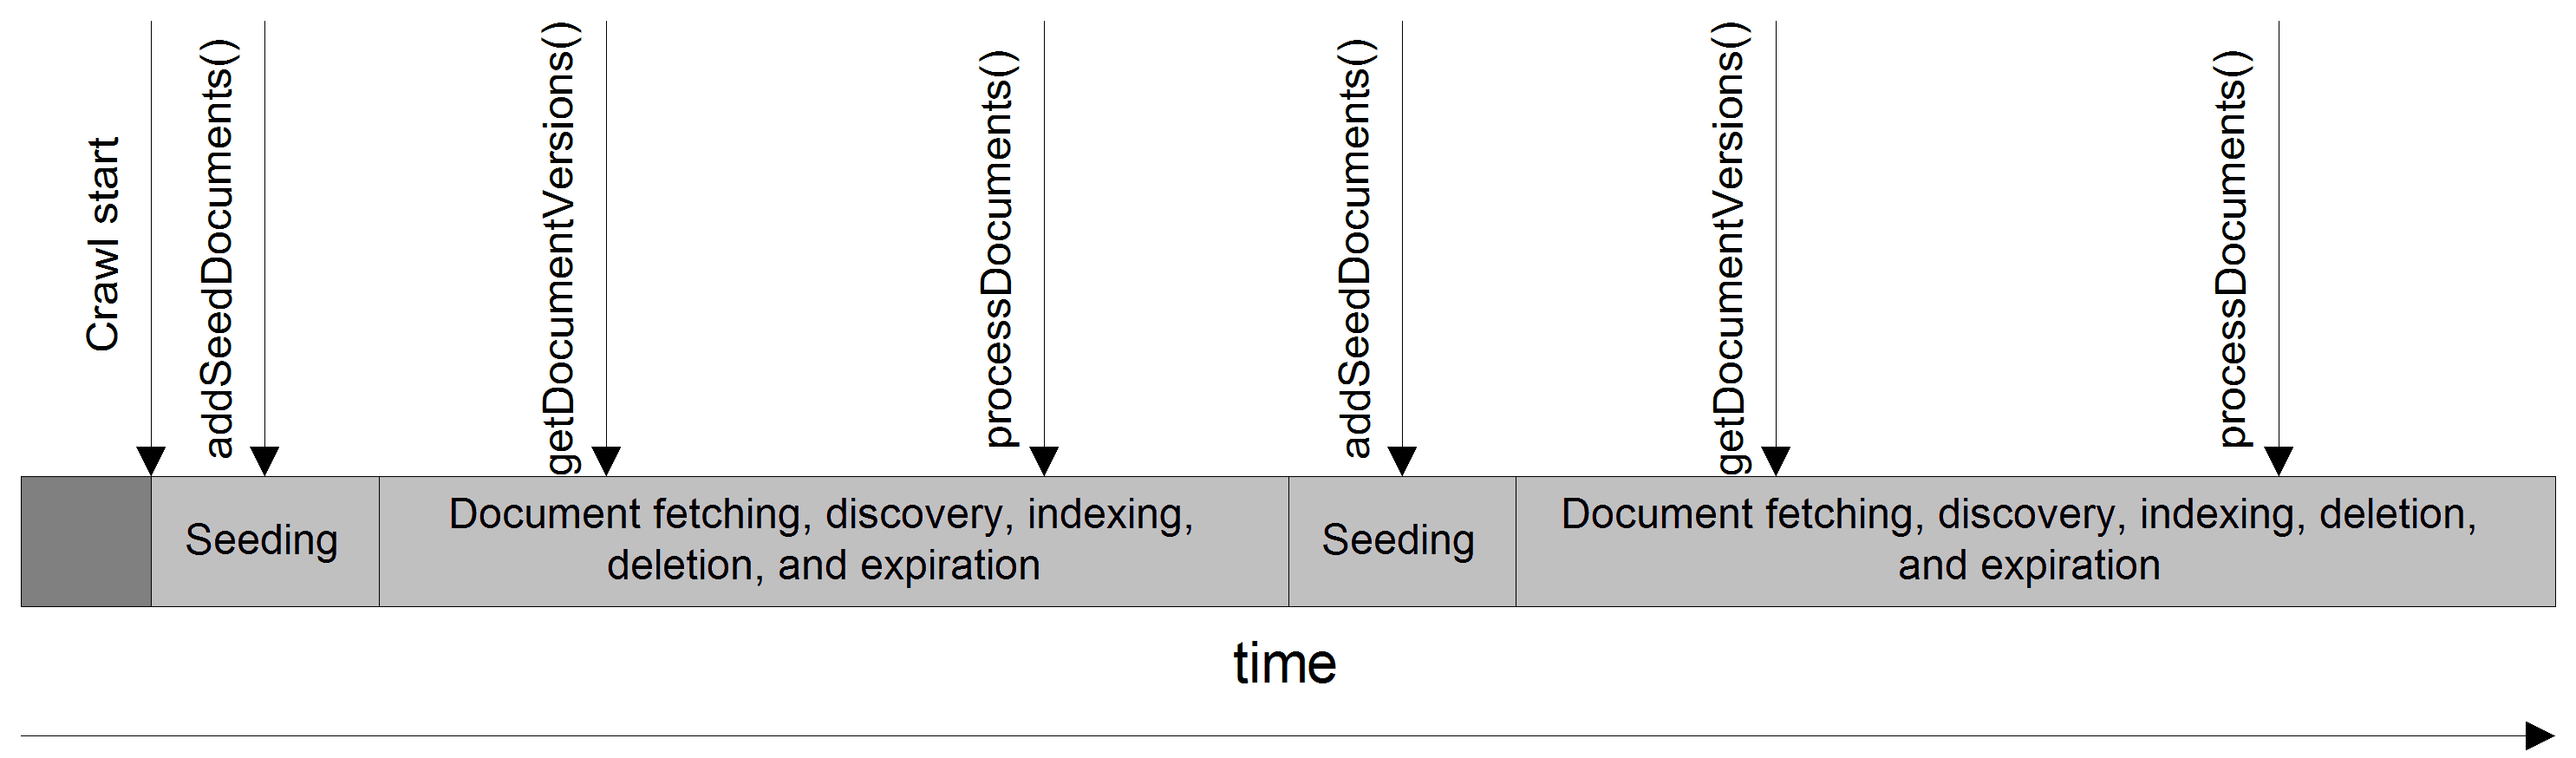 Crawl start
addSeedDocuments()
getDocumentVersions()
processDocuments()
addSeedDocuments()
getDocumentVersions()
processDocuments()
Seeding
Document fetching, discovery, indexing,
deletion, and expiration
Seeding
Document fetching, discovery, indexing, deletion,
and expiration
time